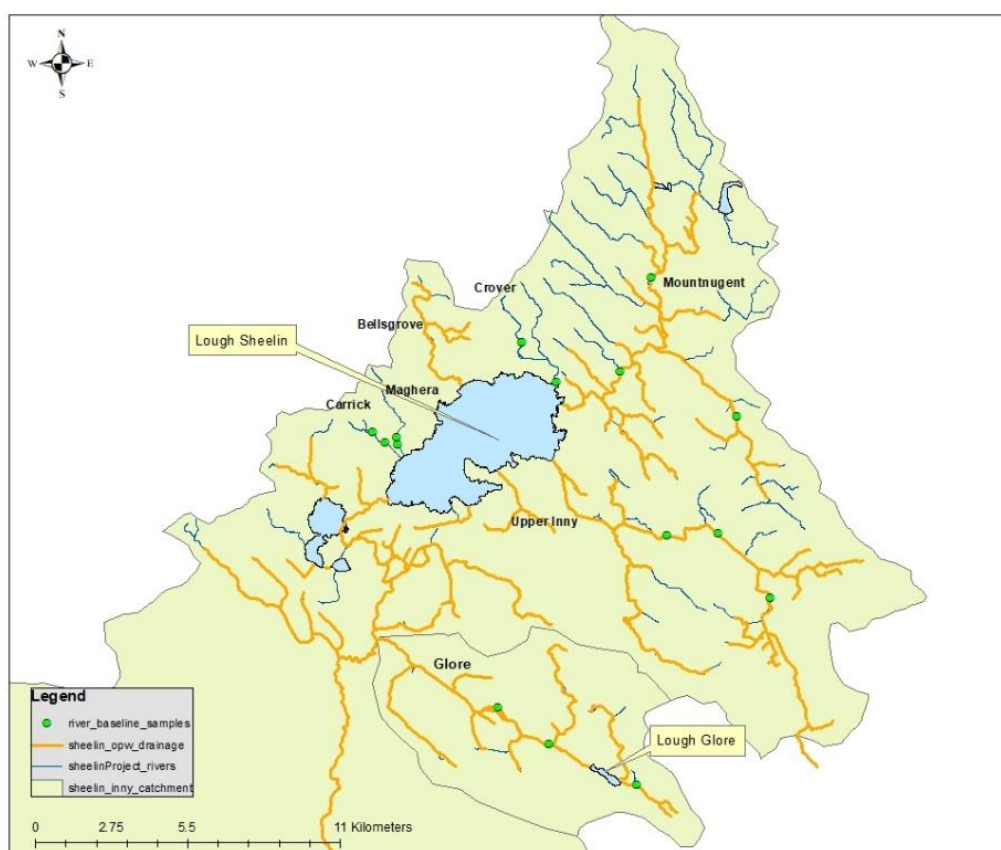 N
W E
S
Crover
Mountnugent
Bellsgrove
Lough Sheelin
Maghera
Carrick
Upper Inny
Glore
Lough Glore
Legend
river_baseline_samples
sheelin_opw_drainage
sheelinProject_rivers
sheelin_inny_catchment
0 2.75 5.5 11 Kilometers